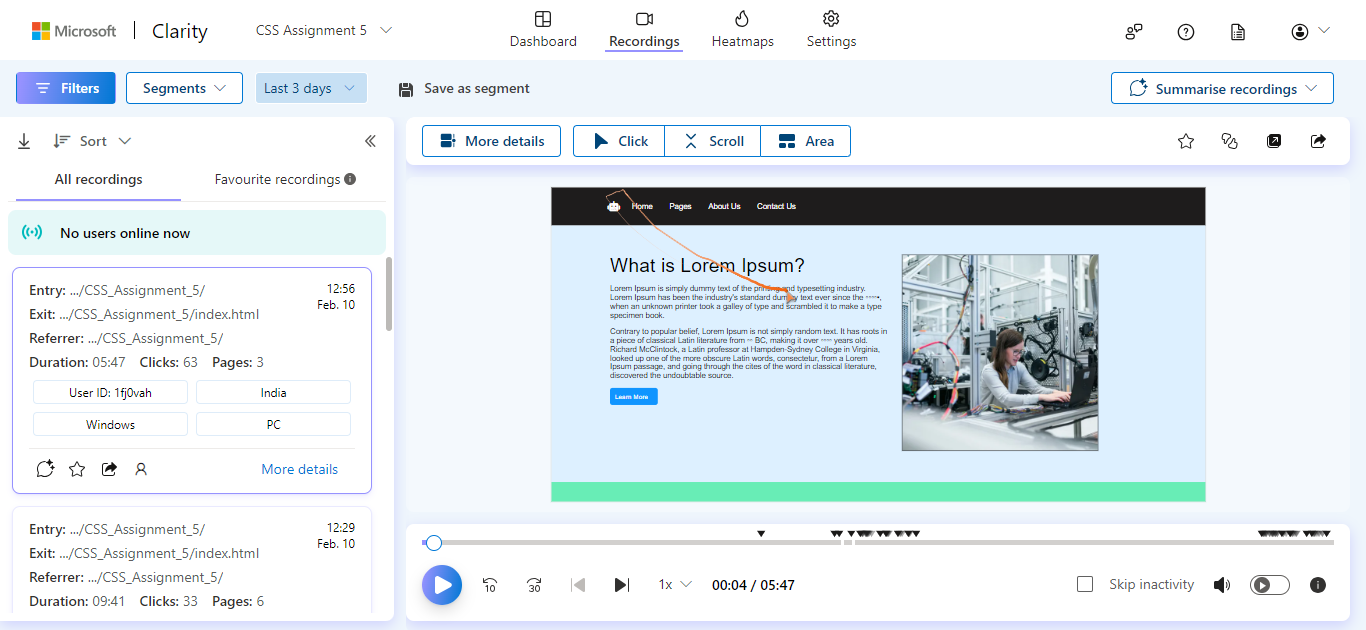 Microsoft | Clarity
CSS Assignment 5
Dashboard
Recordings
Heatmaps
Settings
Filters
Segments
Last 3 days
Save as segment
Summarise recordings
Sort
All recordings
Favourite recordings
No users online now
Entry: .../CSS_Assignment_5/
12:56
Feb. 10
Exit: .../CSS_Assignment_5/index.html
Referrer: .../CSS_Assignment_5/
Duration: 05:47 Clicks: 63 Pages: 3
User ID: 1fj0vah
India
Windows
PC
More details
Entry: .../CSS_Assignment_5/
12:29
Feb. 10
Exit: .../CSS_Assignment_5/index.html
Referrer: .../CSS_Assignment_5/
Duration: 09:41 Clicks: 33 Pages: 6
More details
Click
Scroll
Area
Home
Pages
About Us
Contact Us
What is Lorem Ipsum?
Lorem Ipsum is simply dummy text of the printing and typesetting industry.
Lorem Ipsum has been the industry's standard dummy text ever since the ••••,
when an unknown printer took a galley of type and scrambled it to make a type
specimen book.
Contrary to popular belief, Lorem Ipsum is not simply random text. It has roots in
a piece of classical Latin literature from •• BC, making it over •••• years old.
Richard McClintock, a Latin professor at Hampden-Sydney College in Virginia,
looked up one of the more obscure Latin words, consectetur, from a Lorem
Ipsum passage, and going through the cites of the word in classical literature,
discovered the undoubtable source.
Learn More
10
30
1x
00:04 / 05:47
Skip inactivity